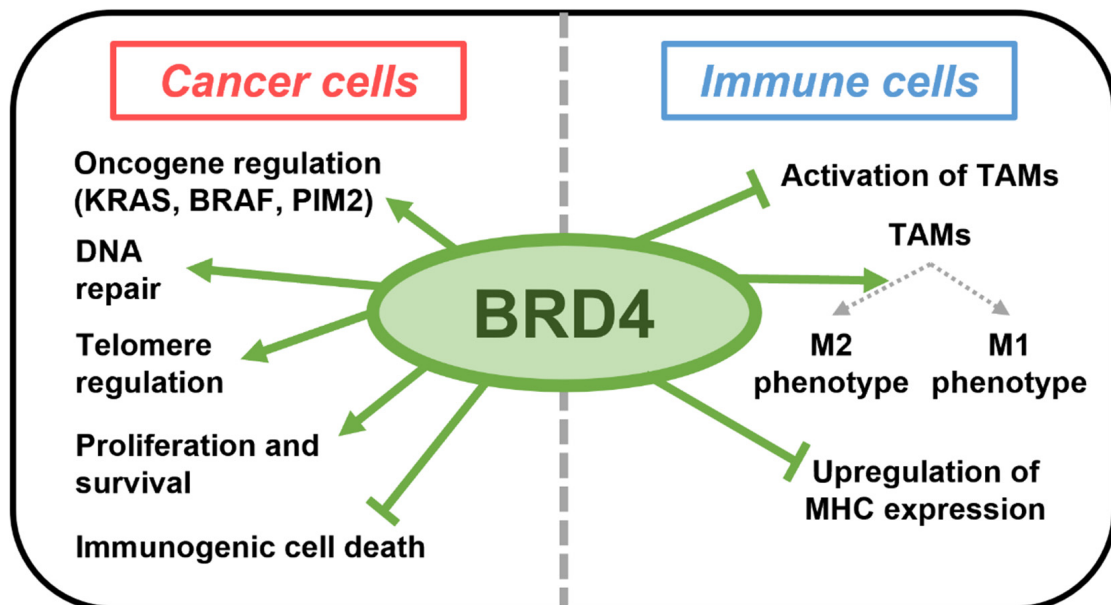 Cancer cells
Oncogene regulation
(KRAS, BRAF, PIM2)
DNA
repair
Telomere
regulation
Proliferation and
survival
Immunogenic cell death
BRD4
Immune cells
Activation of TAMs
TAMs
M2
phenotype
M1
phenotype
Upregulation of
MHC expression